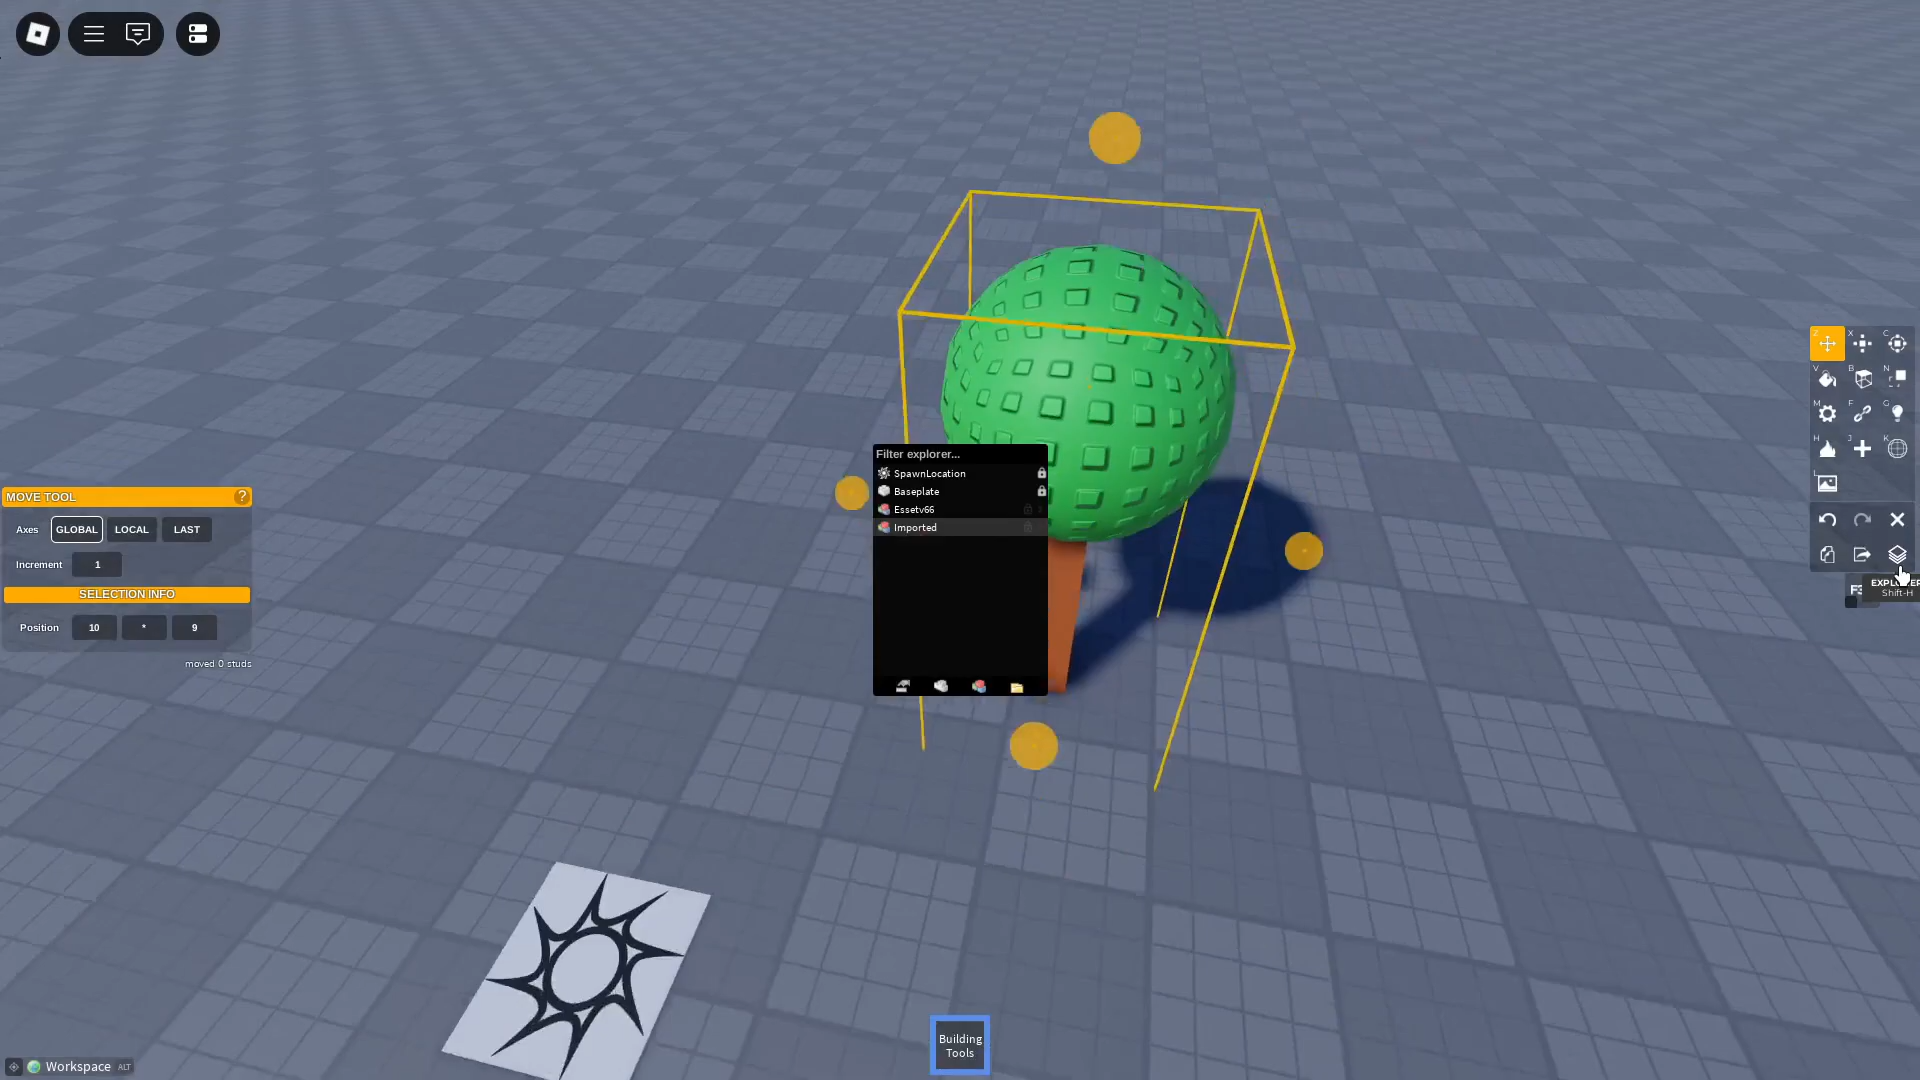 Z
X
C
V
B
N
M
F
G
H
J
K
L
Filter explorer...
SpawnLocation
Baseplate
Essetv66
Imported
MOVE TOOL
?
Axes
GLOBAL
LOCAL
LAST
Increment
1
SELECTION INFO
Position
10
*
9
moved 0 studs
Shift-H
Building
Tools
Workspace
ALT